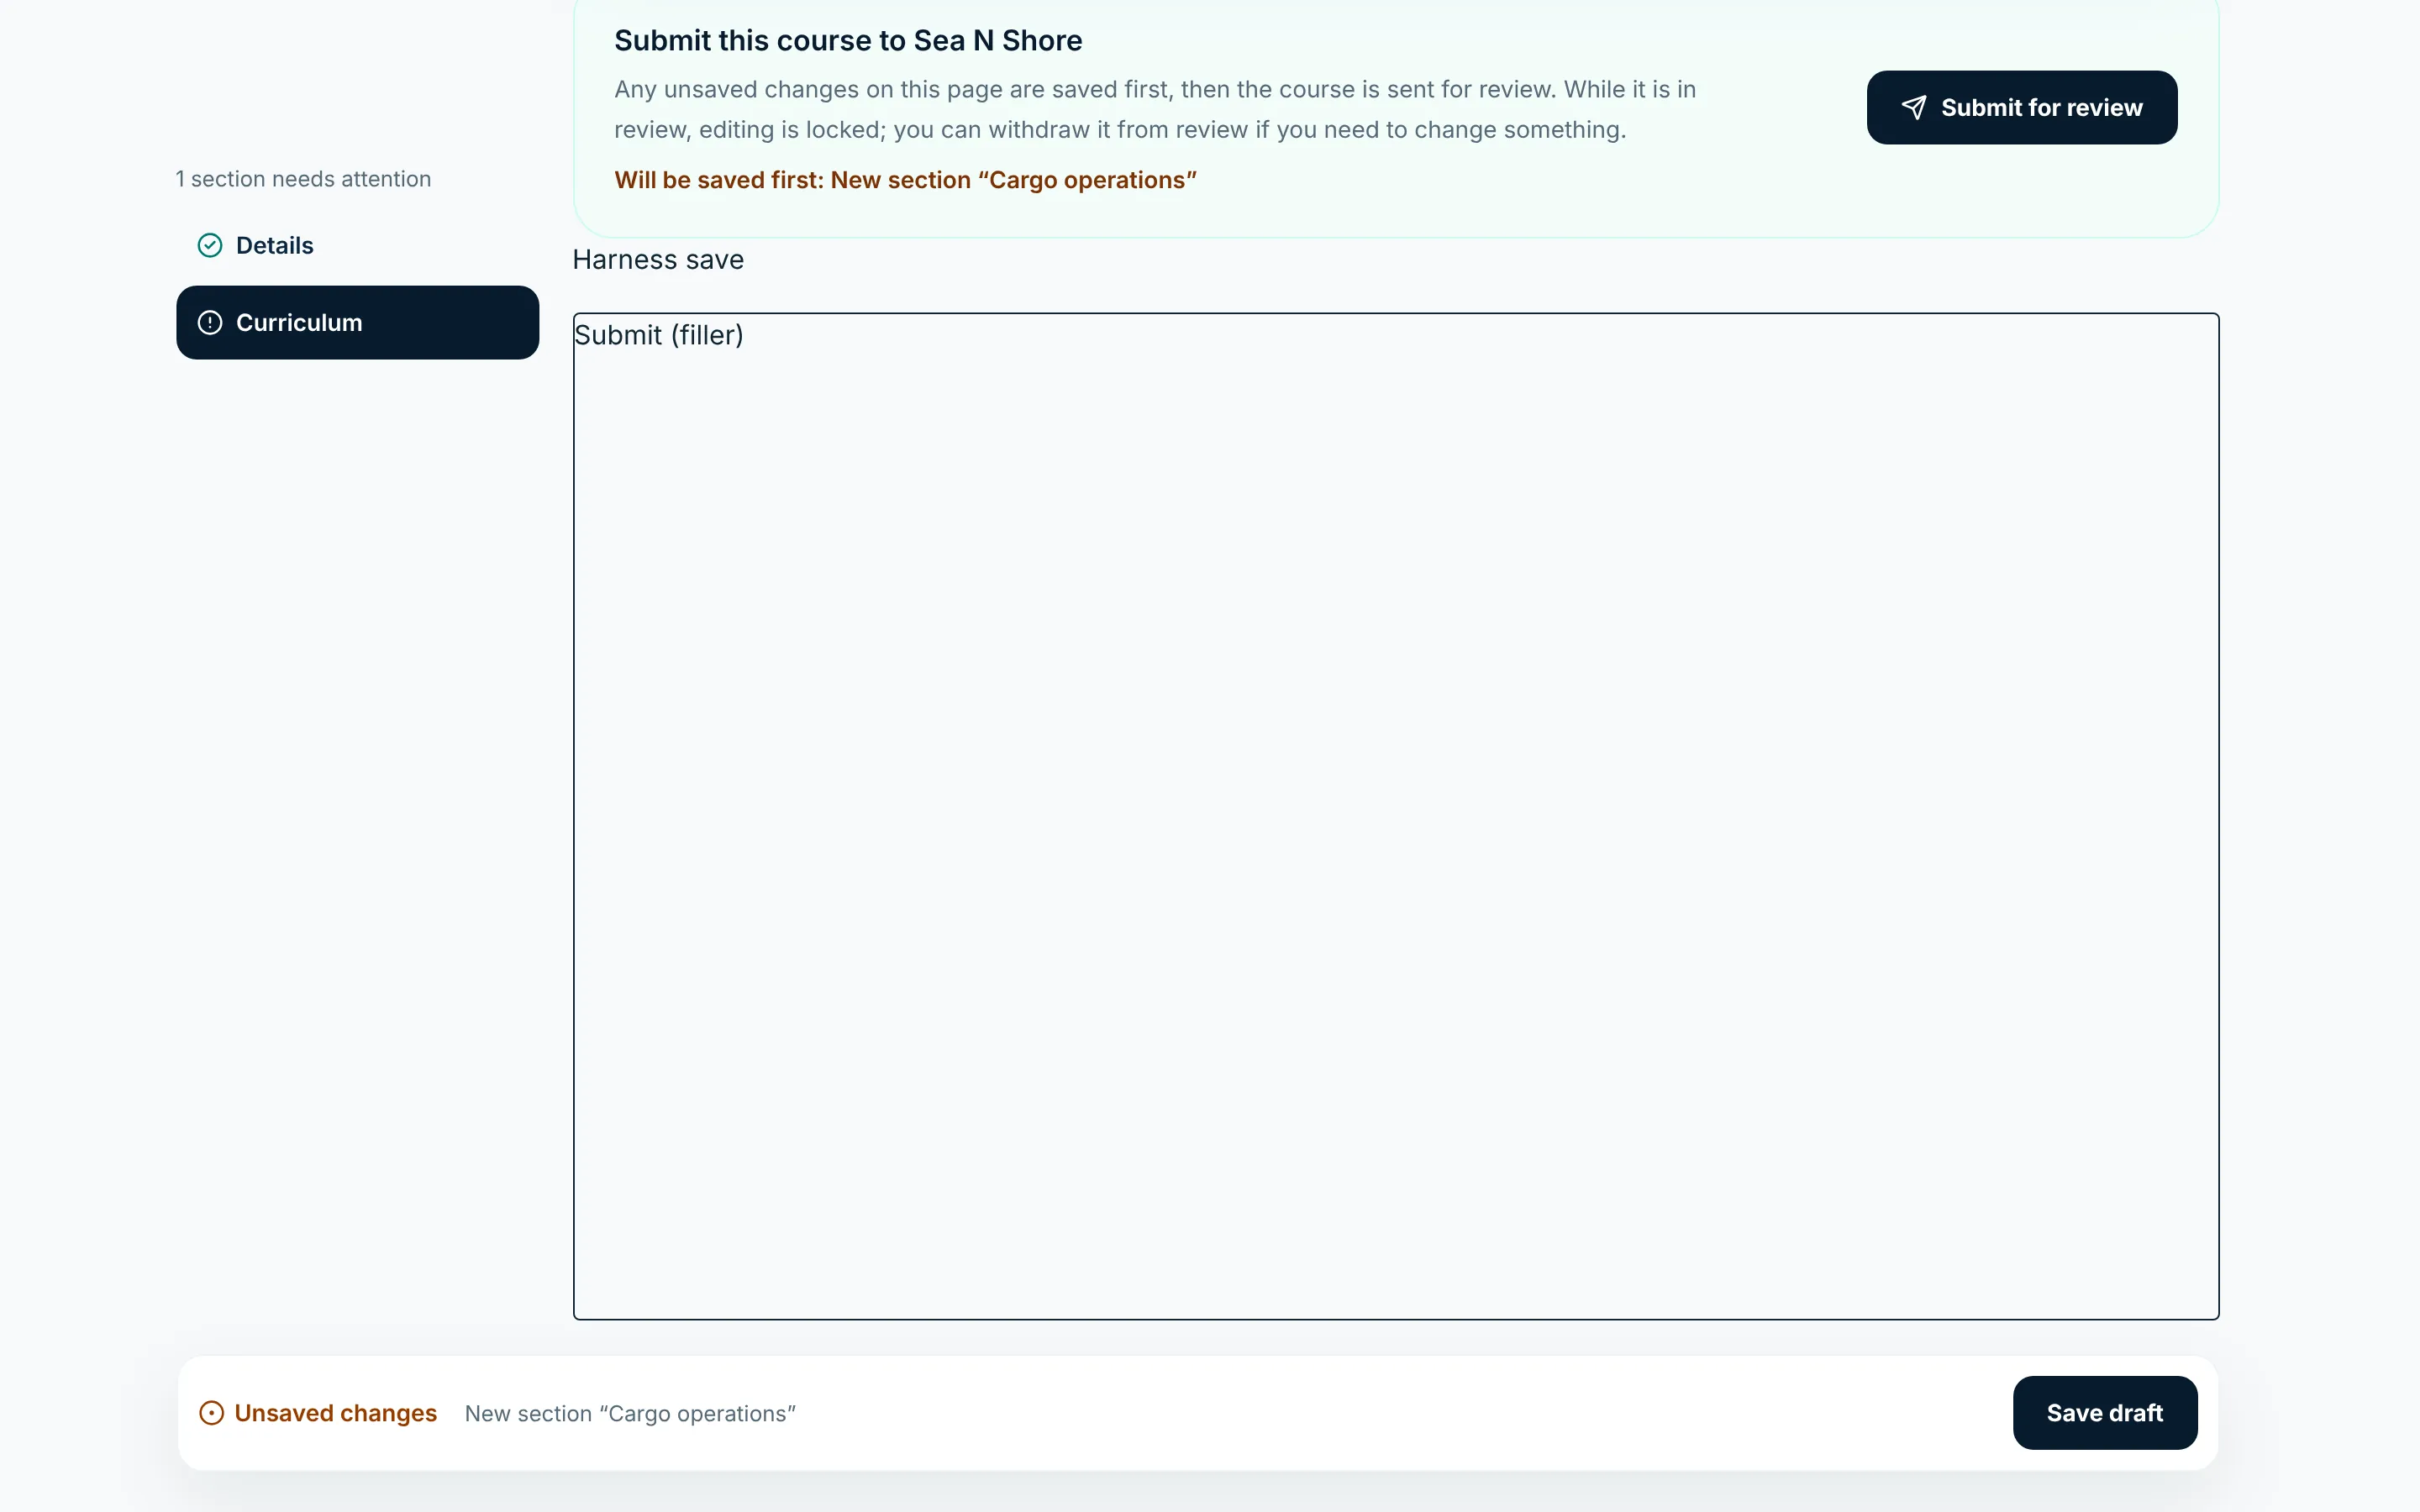 Submit this course to Sea N Shore
Any unsaved changes on this page are saved first, then the course is sent for review. While it is in
review, editing is locked; you can withdraw it from review if you need to change something.
Submit for review
Will be saved first: New section “Cargo operations”
1 section needs attention
Details
Curriculum
Harness save
Submit (filler)
Unsaved changes New section “Cargo operations”
Save draft